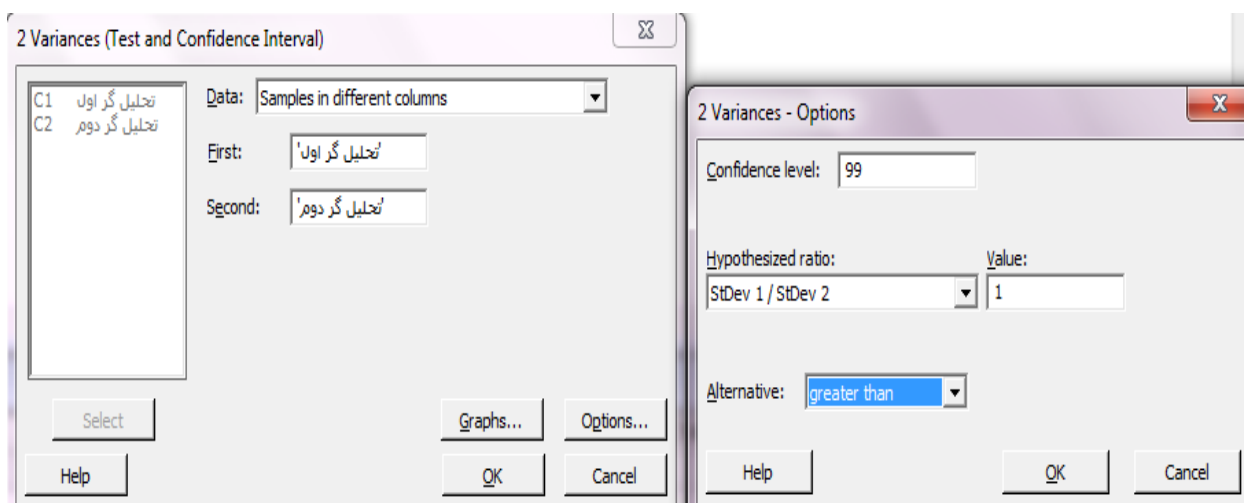 2 Variances (Test and Confidence Interval)
C1 تحلیل گر اول
C2 تحلیل گر دوم
Data: Samples in different columns
First: 'تحلیل گر اول'
Second: 'تحلیل گر دوم'
Select
Graphs...
Options...
Help
OK
Cancel
2 Variances - Options
Confidence level: 99
Hypothesized ratio: Value:
StDev 1 / StDev 2 1
Alternative: greater than
Help
OK
Cancel